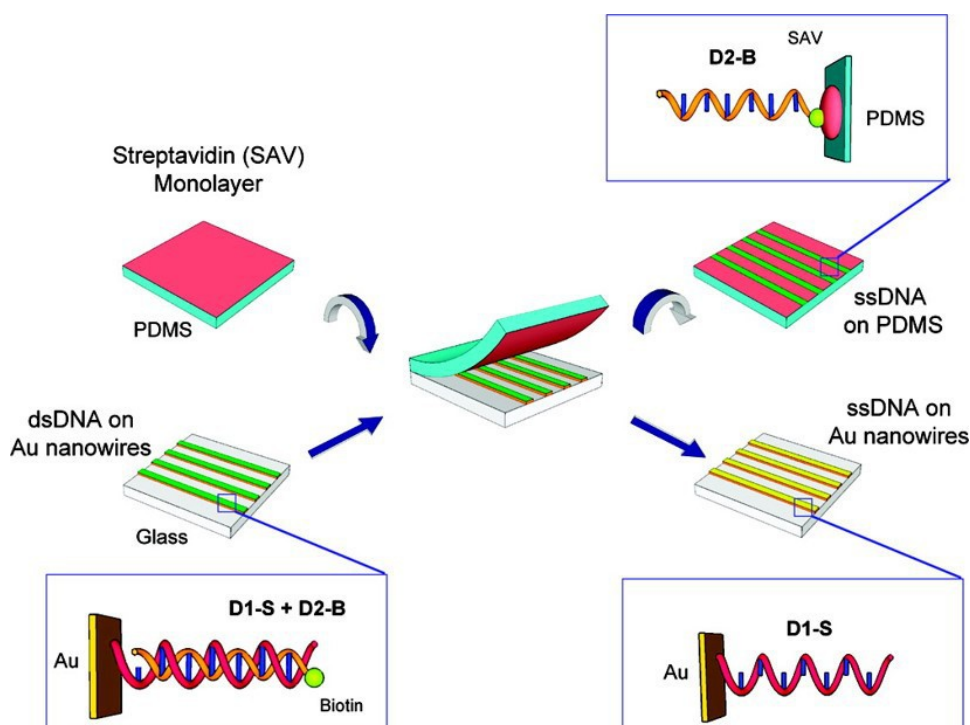 SAV
D2-B
PDMS
Streptavidin (SAV)
Monolayer
PDMS
ssDNA
on PDMS
dsDNA on
Au nanowires
Glass
ssDNA on
Au nanowires
D1-S + D2-B
Au
Biotin
D1-S
Au